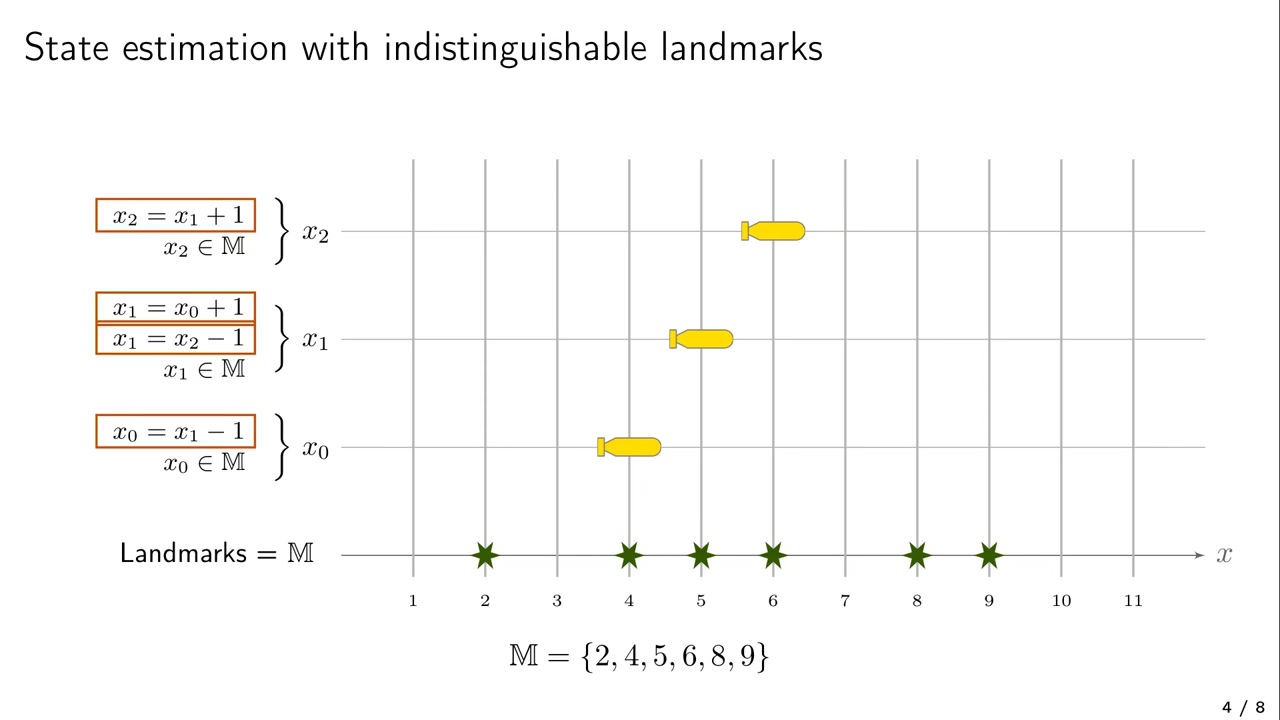 State estimation with indistinguishable landmarks
x₂ = x₁ + 1
x₂ ∈ 𝕄
x₂
x₁ = x₀ + 1
x₁ = x₂ − 1
x₁ ∈ 𝕄
x₁
x₀ = x₁ − 1
x₀ ∈ 𝕄
x₀
Landmarks = 𝕄
x
1 2 3 4 5 6 7 8 9 10 11
𝕄 = {2, 4, 5, 6, 8, 9}
4 / 8